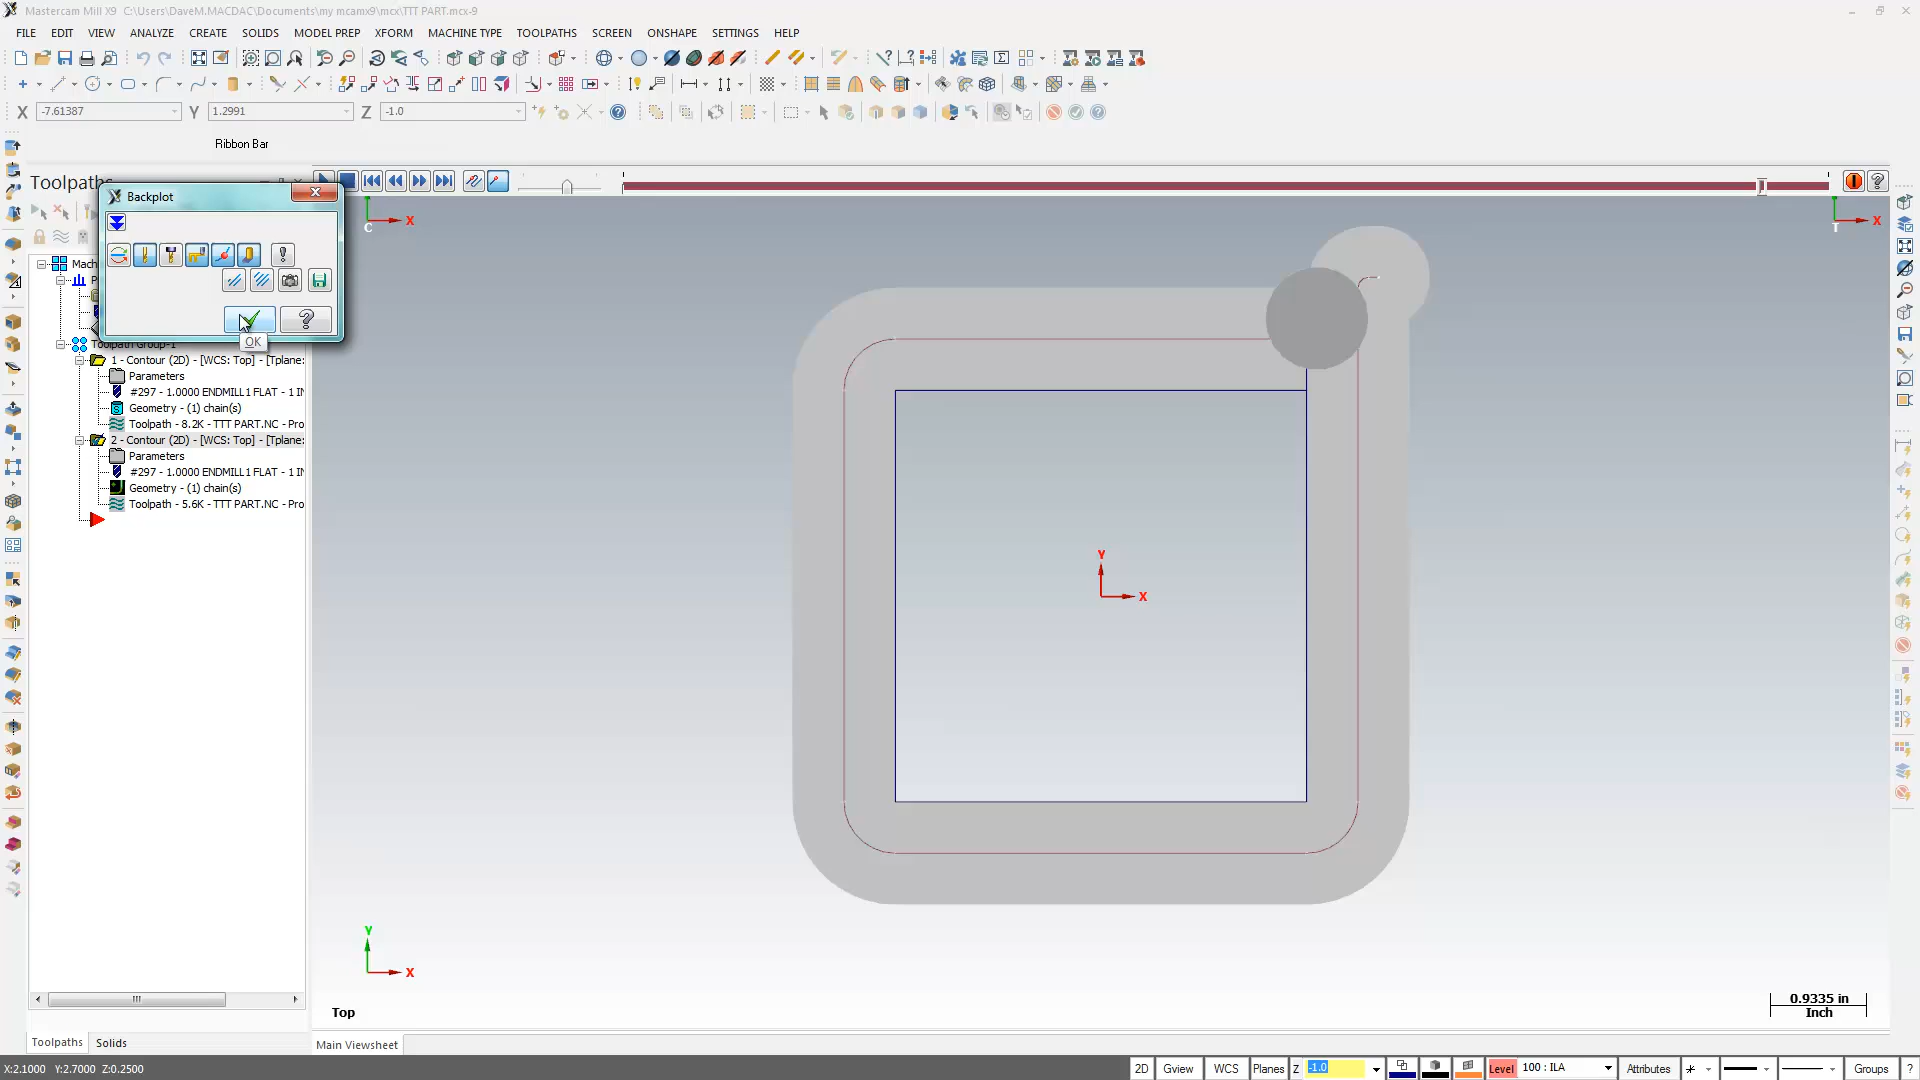 Mastercam Mill X9 C:\Users\DaveM.MACDAC\Documents\my mcamx9\mcx\TTT PART.mcx-9
FILE EDIT VIEW ANALYZE CREATE SOLIDS MODEL PREP XFORM MACHINE TYPE TOOLPATHS SCREEN ONSHAPE SETTINGS HELP
X -7.61387 Y 1.2991 Z -1.0
Ribbon Bar
Toolpaths
Backplot
C X
T X
OK
Mach
P
Toolpath Group-1
1 - Contour (2D) - [WCS: Top] - [Tplane:
Parameters
#297 - 1.0000 ENDMILL1 FLAT - 1 IN
Geometry - (1) chain(s)
Toolpath - 8.2K - TTT PART.NC - Pro
2 - Contour (2D) - [WCS: Top] - [Tplane:
Parameters
#297 - 1.0000 ENDMILL1 FLAT - 1 IN
Geometry - (1) chain(s)
Toolpath - 5.6K - TTT PART.NC - Pro
Y
X
Y
X
0.9335 in
Inch
Top
Toolpaths Solids
Main Viewsheet
X:2.1000 Y:2.7000 Z:0.2500
2D Gview WCS Planes Z -1.0 Level 100 : ILA Attributes Groups ?